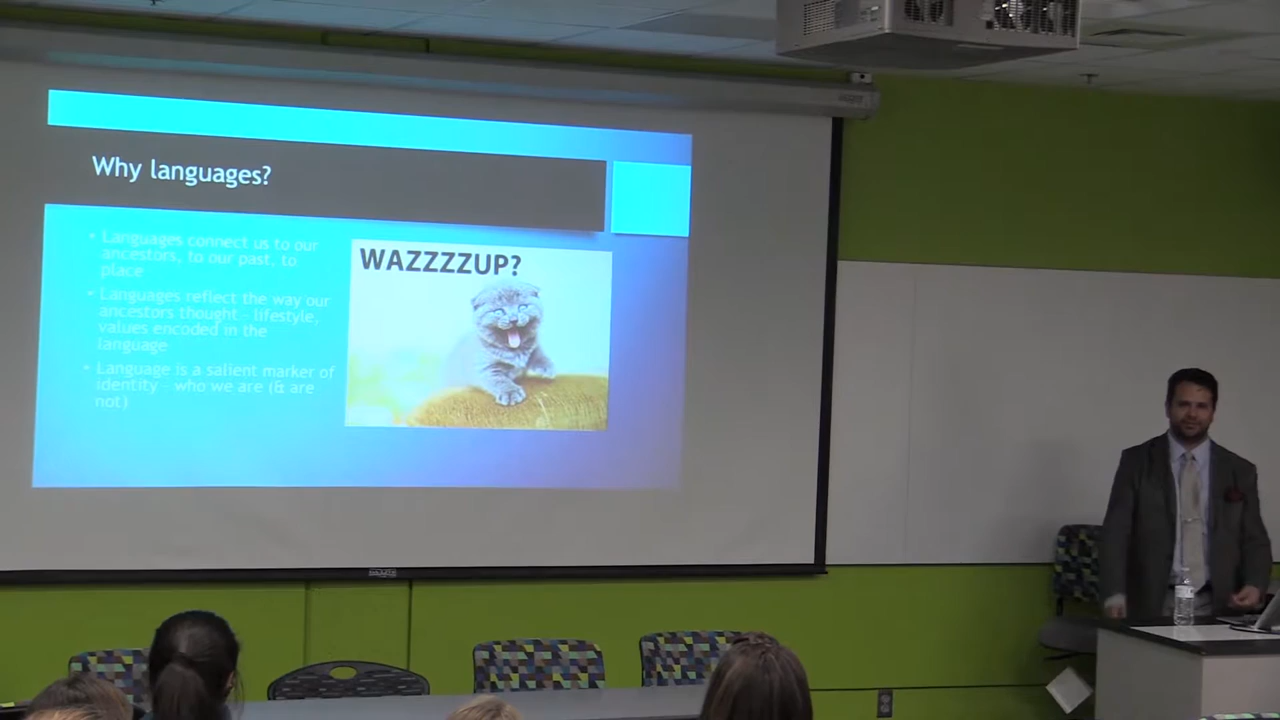 Why languages?
• Languages connect us to our
ancestors, to our past, to
place
• Languages reflect the way our
ancestors thought - lifestyle,
values encoded in the
language
• Language is a salient marker of
identity - who we are (& are
not)
WAZZZZUP?